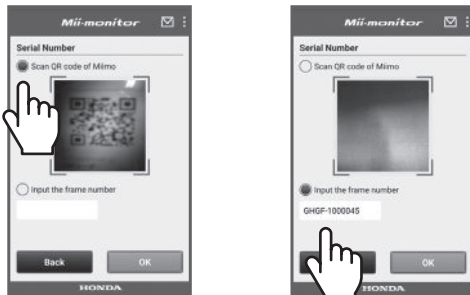 Mii-monitor
Serial Number
Scan QR code of Miimo
Input the frame number
Back
OK
HONDA
Mii-monitor
Serial Number
Scan QR code of Miimo
Input the frame number
GHGF-1000045
OK
HONDA